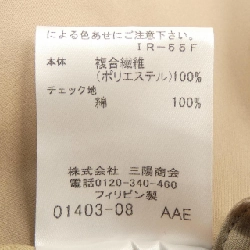 による色あせにご注意下さい。
IR-55F
本体 複合繊維
(ポリエステル)100%
チェック地
綿 100%
株式会社 三陽商会
電話0120-340-460
フィリピン製
01403-08 AAE